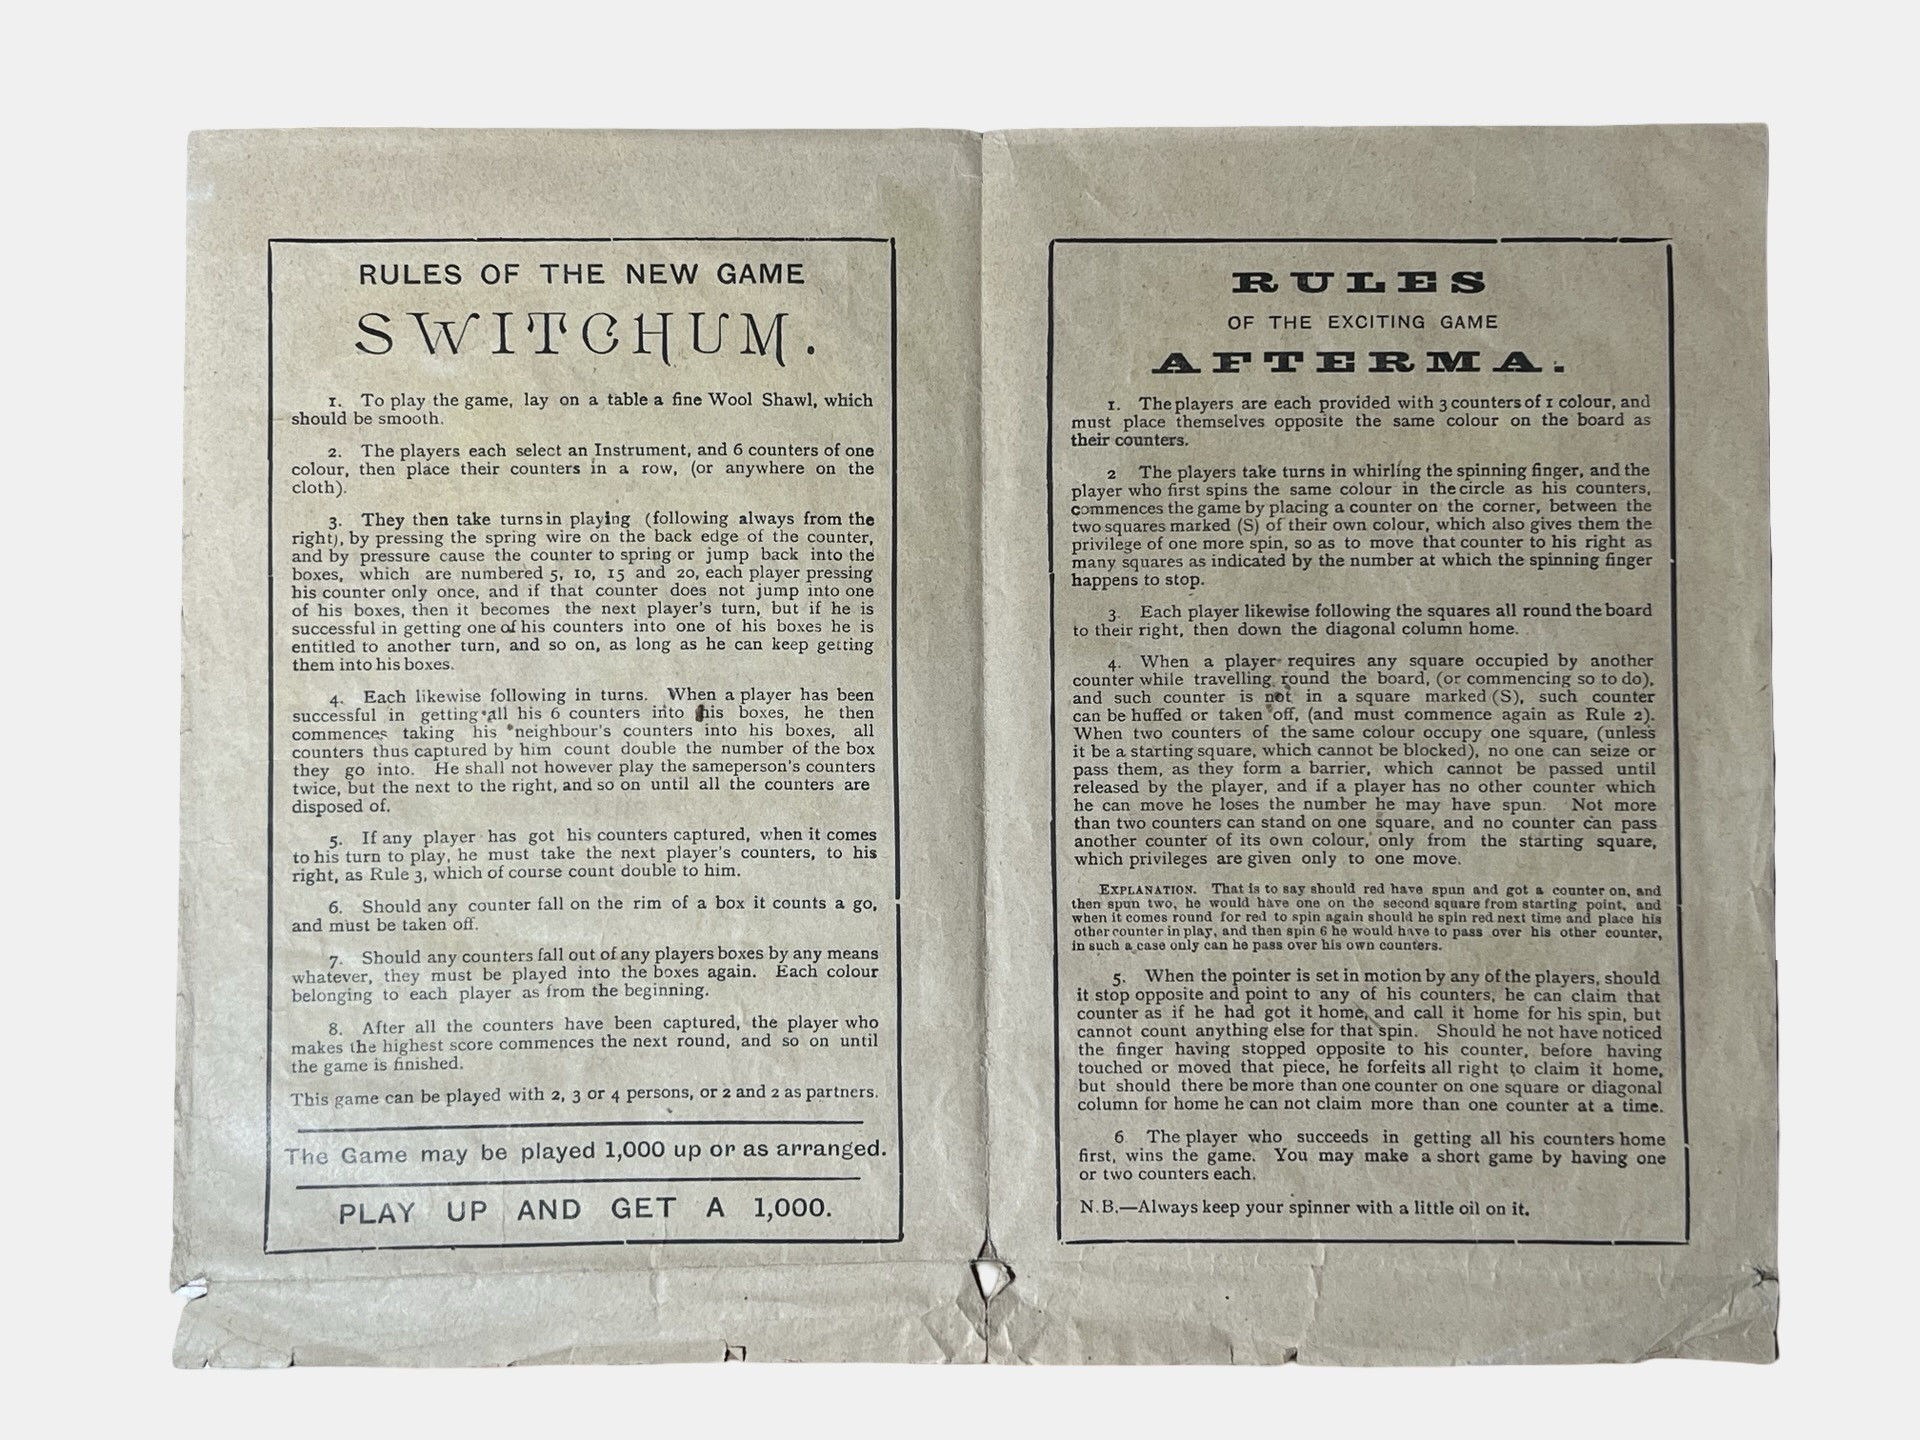 RULES OF THE NEW GAME
SWITCHUM.
1. To play the game, lay on a table a fine Wool Shawl, which
should be smooth.
2. The players each select an Instrument, and 6 counters of one
colour, then place their counters in a row, (or anywhere on the
cloth).
3. They then take turns in playing (following always from the
right), by pressing the spring wire on the back edge of the counter,
and by pressure cause the counter to spring or jump back into the
boxes, which are numbered 5, 10, 15 and 20, each player pressing
his counter only once, and if that counter does not jump into one
of his boxes, then it becomes the next player's turn, but if he is
successful in getting one of his counters into one of his boxes he is
entitled to another turn, and so on, as long as he can keep getting
them into his boxes.
4. Each likewise following in turns. When a player has been
successful in getting all his 6 counters into his boxes, he then
commences taking his neighbour's counters into his boxes, all
counters thus captured by him count double the number of the box
they go into. He shall not however play the sameperson's counters
twice, but the next to the right, and so on until all the counters are
disposed of.
5. If any player has got his counters captured, when it comes
to his turn to play, he must take the next player's counters, to his
right, as Rule 3, which of course count double to him.
6. Should any counter fall on the rim of a box it counts a go,
and must be taken off.
7. Should any counters fall out of any players boxes by any means
whatever, they must be played into the boxes again. Each colour
belonging to each player as from the beginning.
8. After all the counters have been captured, the player who
makes the highest score commences the next round, and so on until
the game is finished.
This game can be played with 2, 3 or 4 persons, or 2 and 2 as partners.
The Game may be played 1,000 up or as arranged.
PLAY UP AND GET A 1,000.
RULES
OF THE EXCITING GAME
AFTERMA.
1. The players are each provided with 3 counters of 1 colour, and
must place themselves opposite the same colour on the board as
their counters.
2 The players take turns in whirling the spinning finger, and the
player who first spins the same colour in the circle as his counters,
commences the game by placing a counter on the corner, between the
two squares marked (S) of their own colour, which also gives them the
privilege of one more spin, so as to move that counter to his right as
many squares as indicated by the number at which the spinning finger
happens to stop.
3. Each player likewise following the squares all round the board
to their right, then down the diagonal column home.
4. When a player requires any square occupied by another
counter while travelling round the board, (or commencing so to do),
and such counter is not in a square marked (S), such counter
can be huffed or taken off, (and must commence again as Rule 2).
When two counters of the same colour occupy one square, (unless
it be a starting square, which cannot be blocked), no one can seize or
pass them, as they form a barrier, which cannot be passed until
released by the player, and if a player has no other counter which
he can move he loses the number he may have spun. Not more
than two counters can stand on one square, and no counter can pass
another counter of its own colour, only from the starting square,
which privileges are given only to one move.
EXPLANATION. That is to say should red have spun and got a counter on, and
then spun two, he would have one on the second square from starting point, and
when it comes round for red to spin again should he spin red next time and place his
other counter in play, and then spin 6 he would have to pass over his other counter,
in such a case only can he pass over his own counters.
5. When the pointer is set in motion by any of the players, should
it stop opposite and point to any of his counters, he can claim that
counter as if he had got it home, and call it home for his spin, but
cannot count anything else for that spin. Should he not have noticed
the finger having stopped opposite to his counter, before having
touched or moved that piece, he forfeits all right to claim it home,
but should there be more than one counter on one square or diagonal
column for home he can not claim more than one counter at a time.
6 The player who succeeds in getting all his counters home
first, wins the game. You may make a short game by having one
or two counters each.
N.B.—Always keep your spinner with a little oil on it.